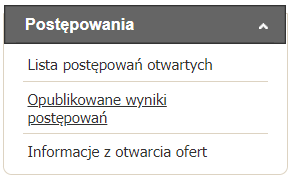 Postępowania
Lista postępowań otwartych
Opublikowane wyniki
postępowań
Informacje z otwarcia ofert